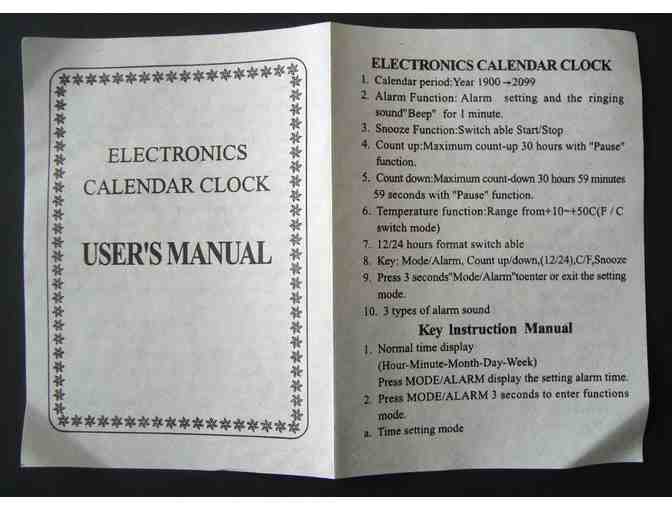 ELECTRONICS
CALENDAR CLOCK
USER'S MANUAL
ELECTRONICS CALENDAR CLOCK
1. Calendar period:Year 1900→2099
2. Alarm Function: Alarm setting and the ringing
sound"Beep" for 1 minute.
3. Snooze Function:Switch able Start/Stop
4. Count up:Maximum count-up 30 hours with "Pause"
function.
5. Count down:Maximum count-down 30 hours 59 minutes
59 seconds with "Pause" function.
6. Temperature function:Range from+10~+50C(F / C
switch mode)
7. 12/24 hours format switch able
8. Key: Mode/Alarm, Count up/down,(12/24),C/F,Snooze
9. Press 3 seconds"Mode/Alarm"toenter or exit the setting
mode.
10. 3 types of alarm sound
Key Instruction Manual
1. Normal time display
(Hour-Minute-Month-Day-Week)
Press MODE/ALARM display the setting alarm time.
2. Press MODE/ALARM 3 seconds to enter functions
mode.
a. Time setting mode